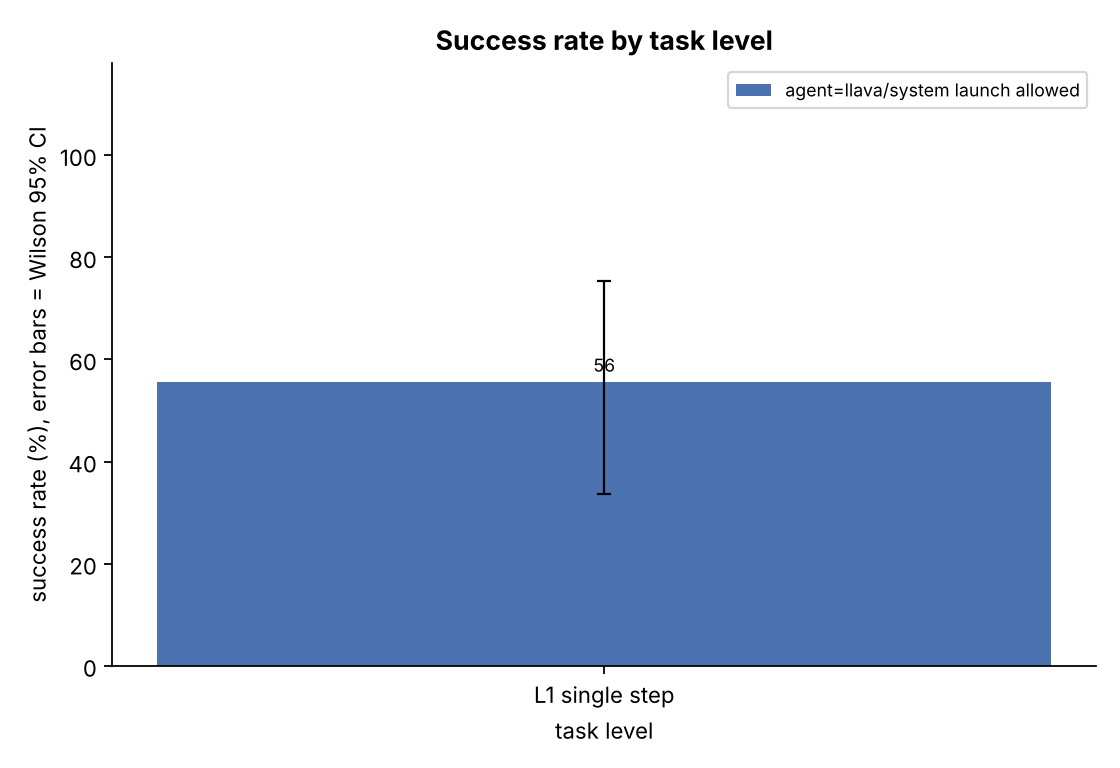 Success rate by task level
agent=llava/system launch allowed
success rate (%), error bars = Wilson 95% CI
100
80
60
40
20
0
56
L1 single step
task level